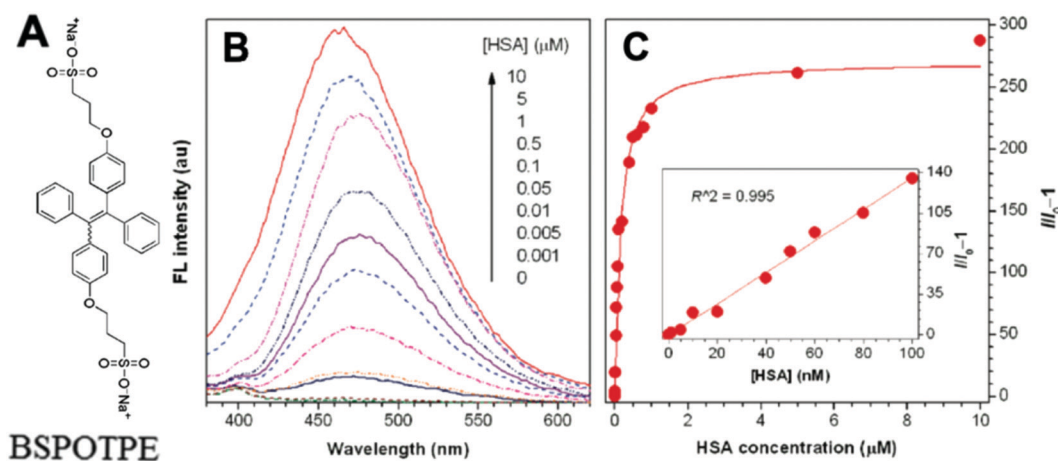 A
⁺Na⁻O
O
S
O
O
O
O
S
O
O⁻Na⁺
BSPOTPE
B
[HSA] (μM)
10
5
1
0.5
0.1
0.05
0.01
0.005
0.001
0
FL intensity (au)
400 450 500 550 600
Wavelength (nm)
C
300
250
200
150
100
50
0
I/I₀–1
0 2 4 6 8 10
HSA concentration (μM)
R^2 = 0.995
140
105
70
35
0
I/I₀–1
0 20 40 60 80 100
[HSA] (nM)